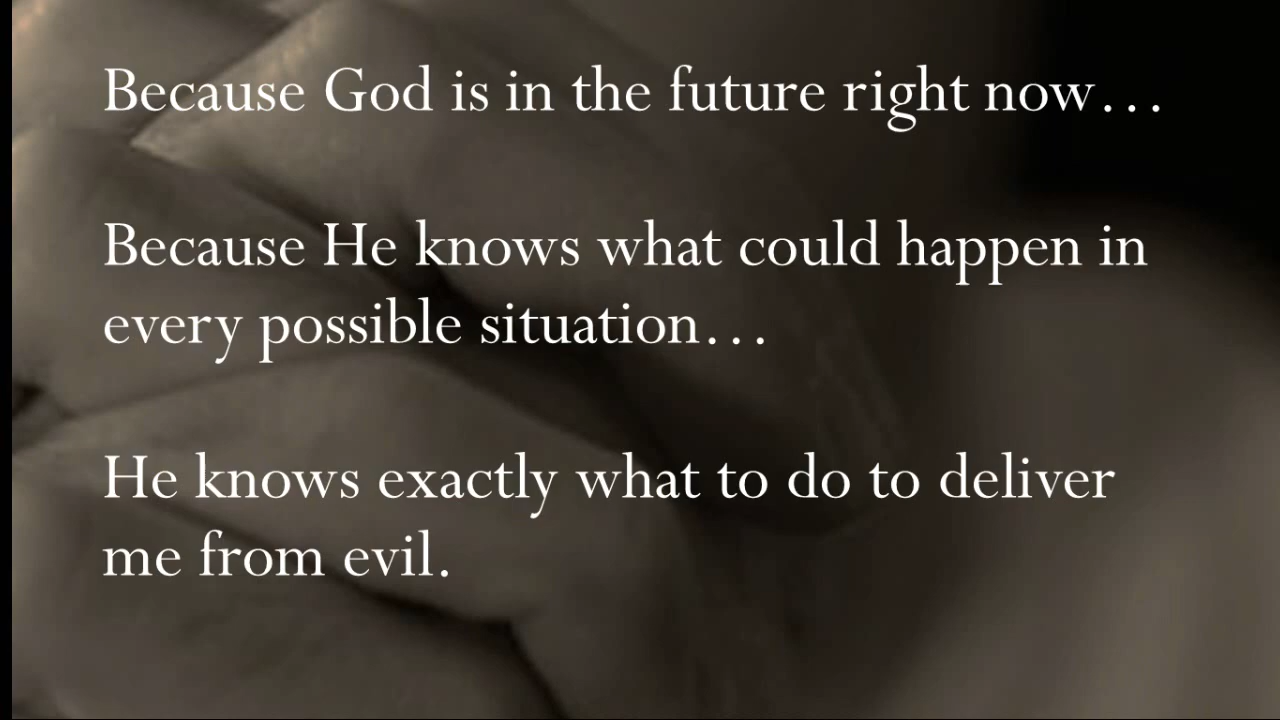 Because God is in the future right now…
Because He knows what could happen in
every possible situation…
He knows exactly what to do to deliver
me from evil.